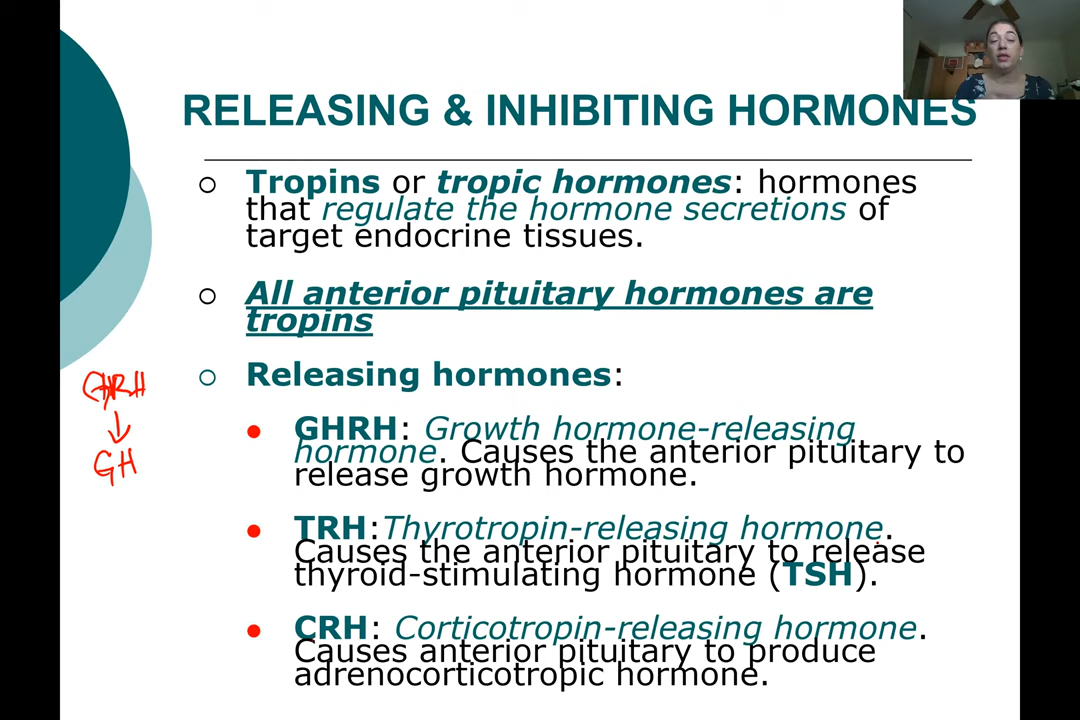 RELEASING & INHIBITING HORMONES
Tropins or tropic hormones: hormones
that regulate the hormone secretions of
target endocrine tissues.
All anterior pituitary hormones are
tropins
Releasing hormones:
GHRH
GH
GHRH: Growth hormone-releasing
hormone. Causes the anterior pituitary to
release growth hormone.
TRH:Thyrotropin-releasing hormone.
Causes the anterior pituitary to release
thyroid-stimulating hormone (TSH).
CRH: Corticotropin-releasing hormone.
Causes anterior pituitary to produce
adrenocorticotropic hormone.